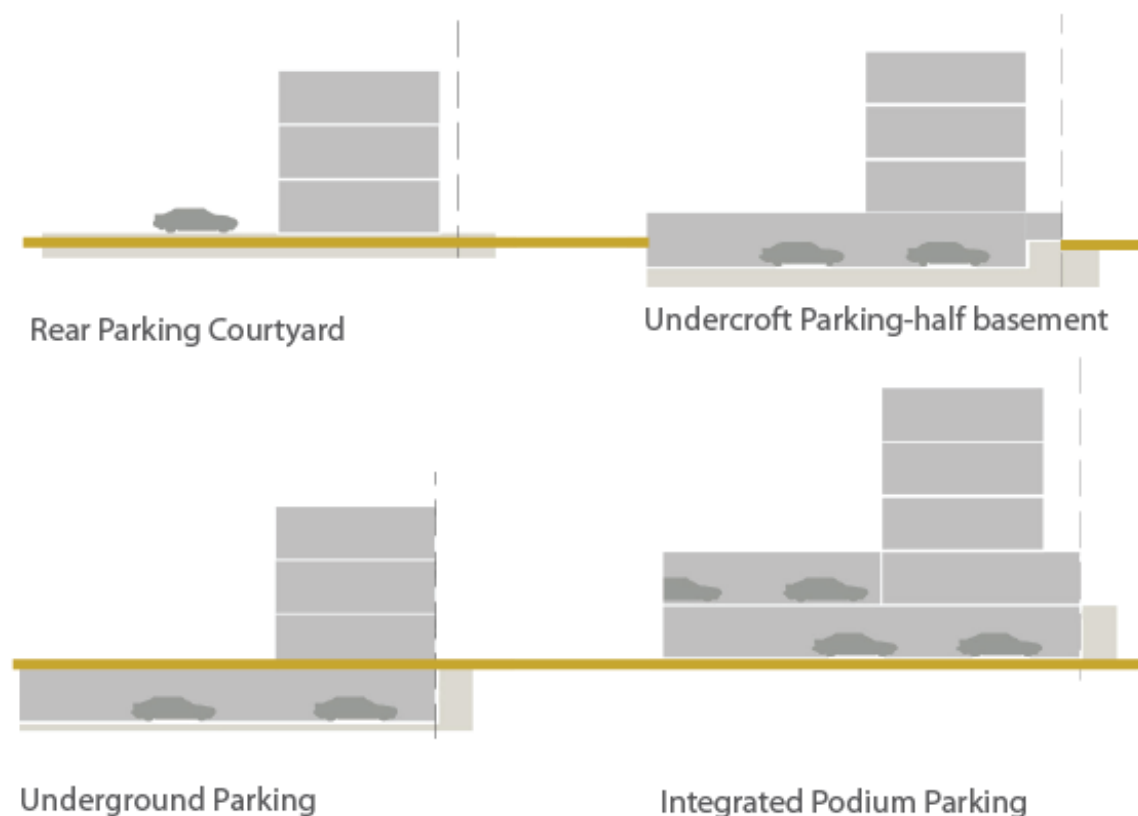 Rear Parking Courtyard
Undercroft Parking-half basement
Underground Parking
Integrated Podium Parking